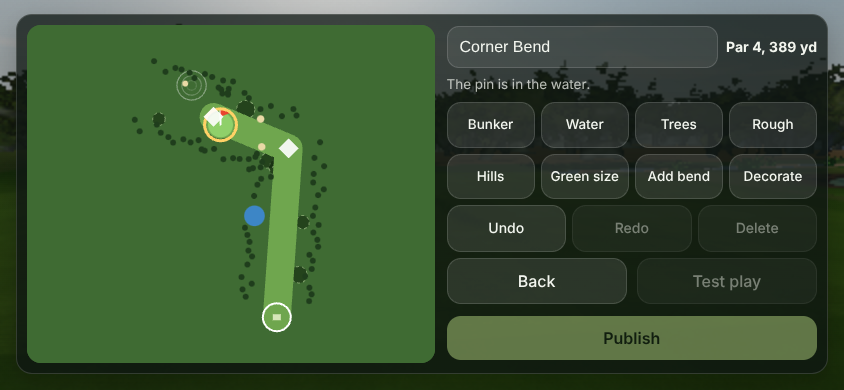 Corner Bend
Par 4, 389 yd
The pin is in the water.
Bunker
Water
Trees
Rough
Hills
Green size
Add bend
Decorate
Undo
Redo
Delete
Back
Test play
Publish